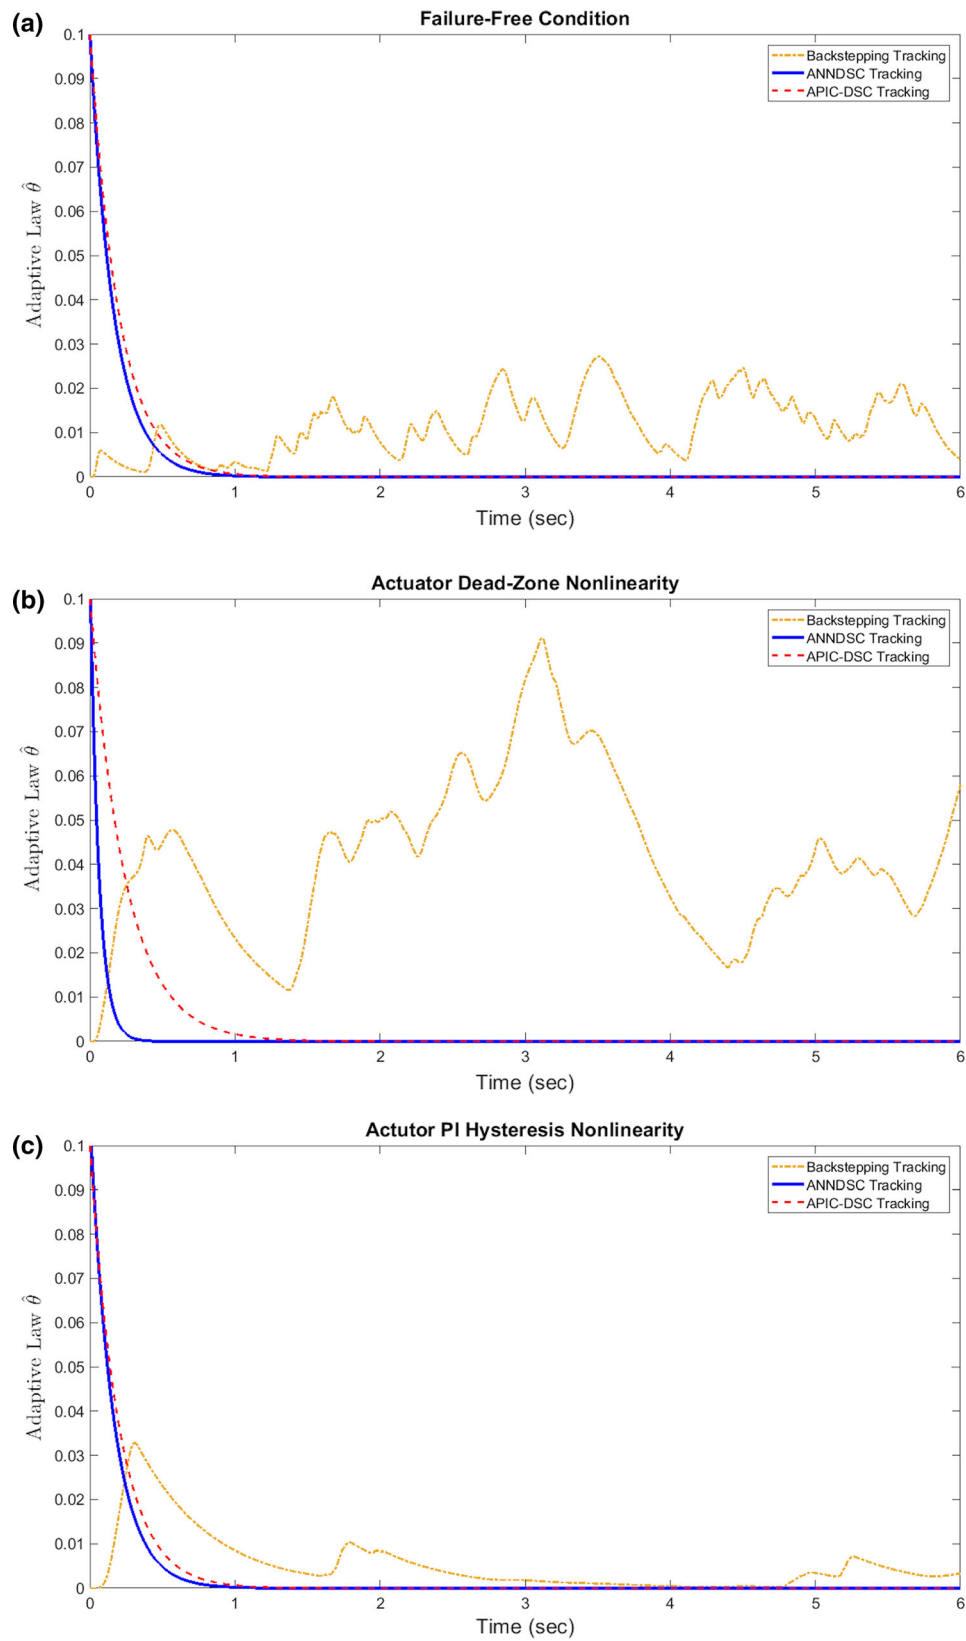 (a)
Failure-Free Condition
Backstepping Tracking
ANNDSC Tracking
APIC-DSC Tracking
Adaptive Law θ̂
0.1
0.09
0.08
0.07
0.06
0.05
0.04
0.03
0.02
0.01
0
0 1 2 3 4 5 6
Time (sec)
(b)
Actuator Dead-Zone Nonlinearity
Backstepping Tracking
ANNDSC Tracking
APIC-DSC Tracking
Adaptive Law θ̂
0.1
0.09
0.08
0.07
0.06
0.05
0.04
0.03
0.02
0.01
0
0 1 2 3 4 5 6
Time (sec)
(c)
Actutor PI Hysteresis Nonlinearity
Backstepping Tracking
ANNDSC Tracking
APIC-DSC Tracking
Adaptive Law θ̂
0.1
0.09
0.08
0.07
0.06
0.05
0.04
0.03
0.02
0.01
0
0 1 2 3 4 5 6
Time (sec)